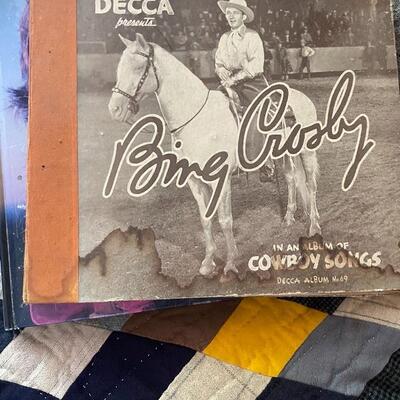 DECCA
presents
Bing Crosby
IN AN ALBUM OF
COWBOY SONGS
DECCA ALBUM No 69